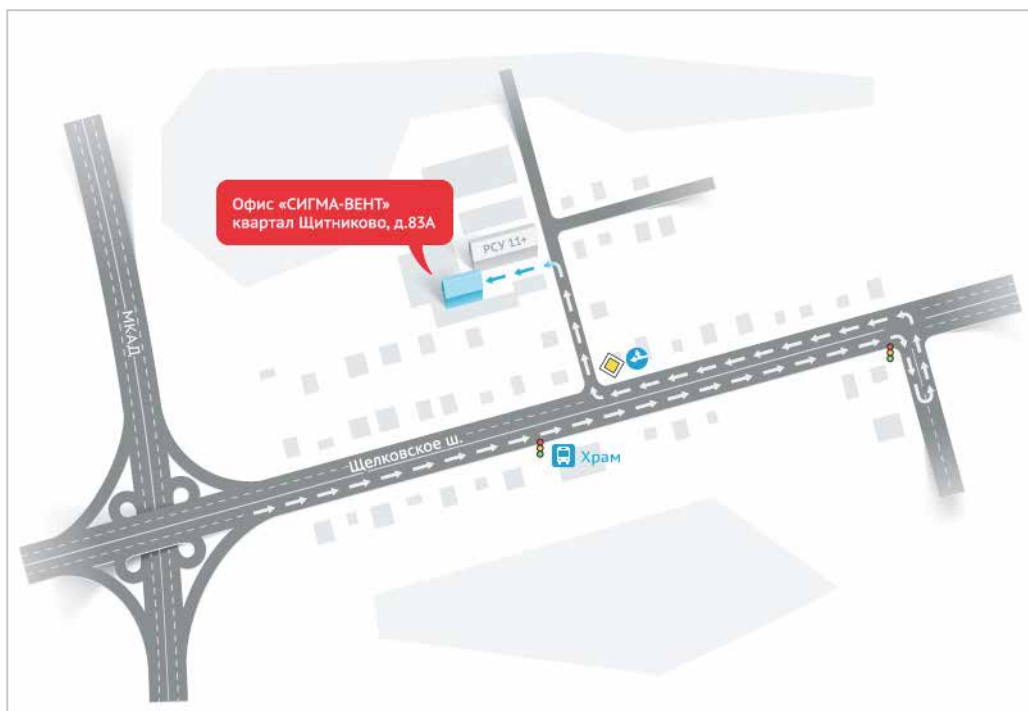 Офис «СИГМА-ВЕНТ»
квартал Щитниково, д.83А
РСУ 11+
МКАД
Щелковское ш.
Храм